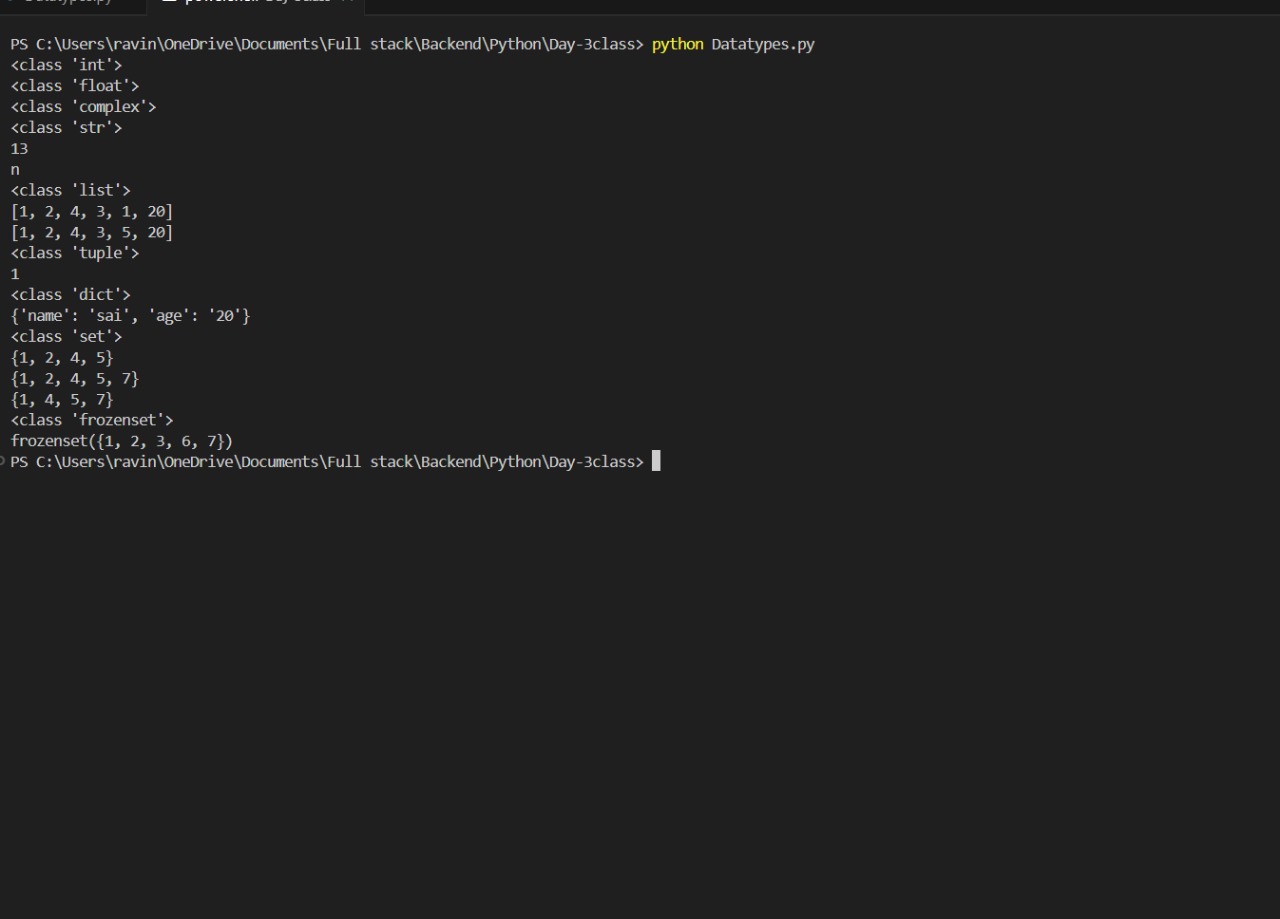 PS C:\Users\ravin\OneDrive\Documents\Full stack\Backend\Python\Day-3class> python Datatypes.py
<class 'int'>
<class 'float'>
<class 'complex'>
<class 'str'>
13
n
<class 'list'>
[1, 2, 4, 3, 1, 20]
[1, 2, 4, 3, 5, 20]
<class 'tuple'>
1
<class 'dict'>
{'name': 'sai', 'age': '20'}
<class 'set'>
{1, 2, 4, 5}
{1, 2, 4, 5, 7}
{1, 4, 5, 7}
<class 'frozenset'>
frozenset({1, 2, 3, 6, 7})
PS C:\Users\ravin\OneDrive\Documents\Full stack\Backend\Python\Day-3class>